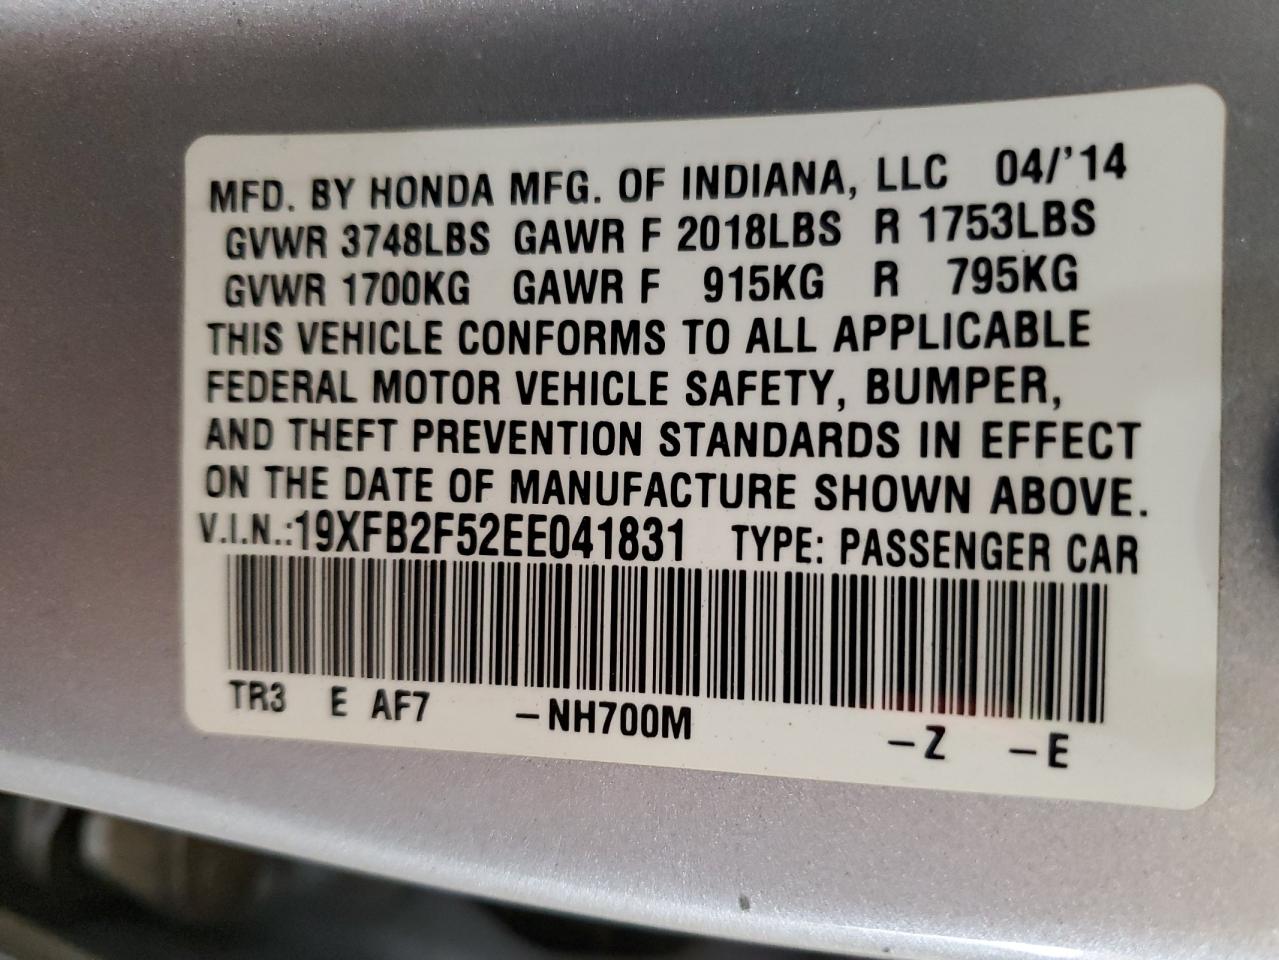 MFD. BY HONDA MFG. OF INDIANA, LLC 04/'14
GVWR 3748LBS GAWR F 2018LBS R 1753LBS
GVWR 1700KG GAWR F 915KG R 795KG
THIS VEHICLE CONFORMS TO ALL APPLICABLE
FEDERAL MOTOR VEHICLE SAFETY, BUMPER,
AND THEFT PREVENTION STANDARDS IN EFFECT
ON THE DATE OF MANUFACTURE SHOWN ABOVE.
V.I.N.:19XFB2F52EE041831 TYPE: PASSENGER CAR
TR3 E AF7 –NH700M –Z –E